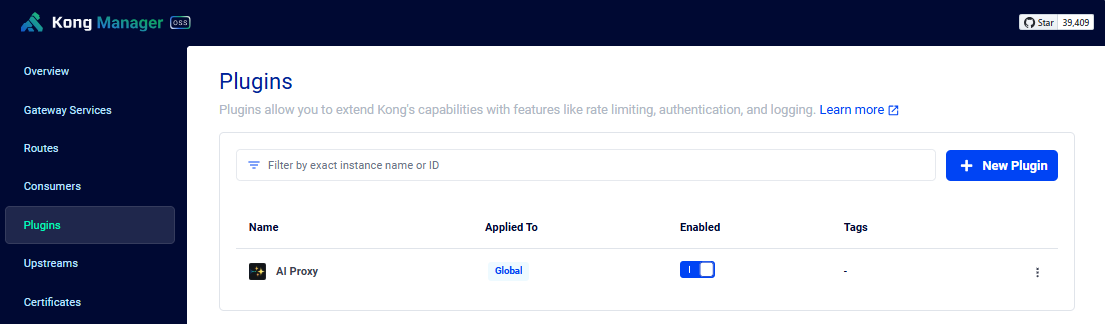 Kong Manager OSS
Star 39,409
Overview
Gateway Services
Routes
Consumers
Plugins
Upstreams
Certificates
Plugins
Plugins allow you to extend Kong's capabilities with features like rate limiting, authentication, and logging. Learn more
Filter by exact instance name or ID
+ New Plugin
Name Applied To Enabled Tags
AI Proxy Global -